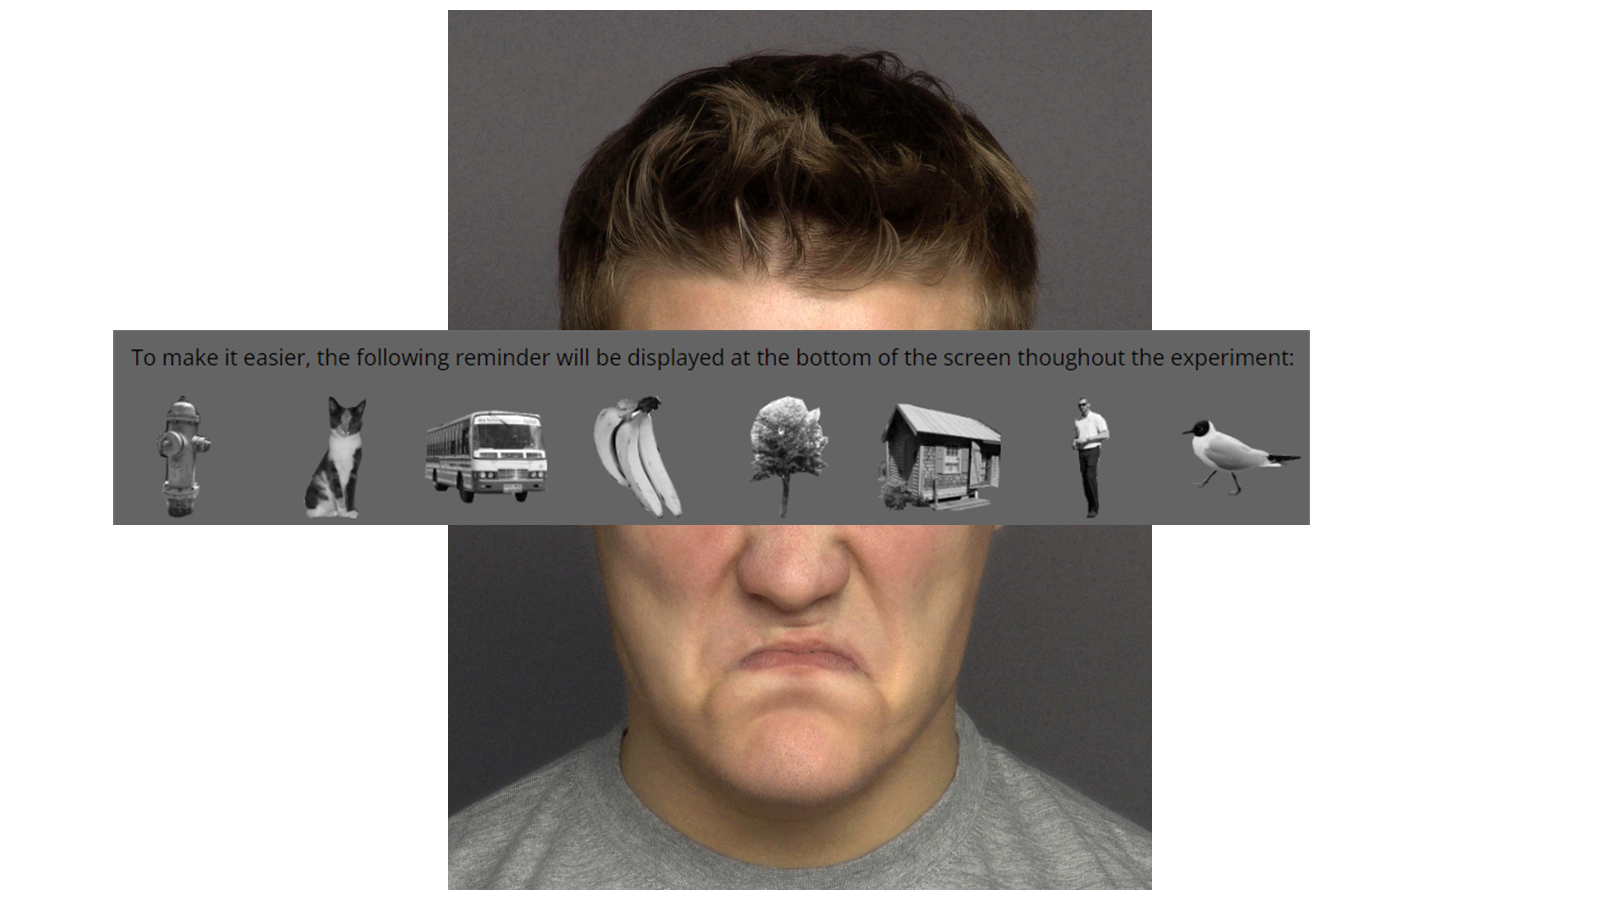 To make it easier, the following reminder will be displayed at the bottom of the screen thoughout the experiment: